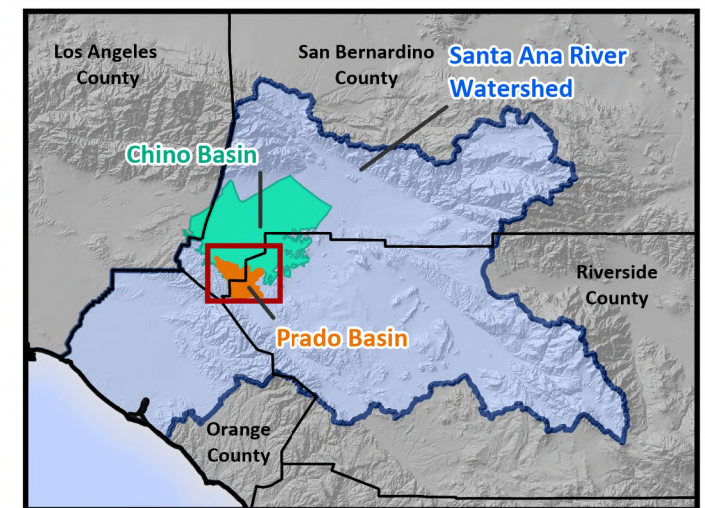 Los Angeles
County
San Bernardino
County
Santa Ana River
Watershed
Chino Basin
Riverside
County
Prado Basin
Orange
County